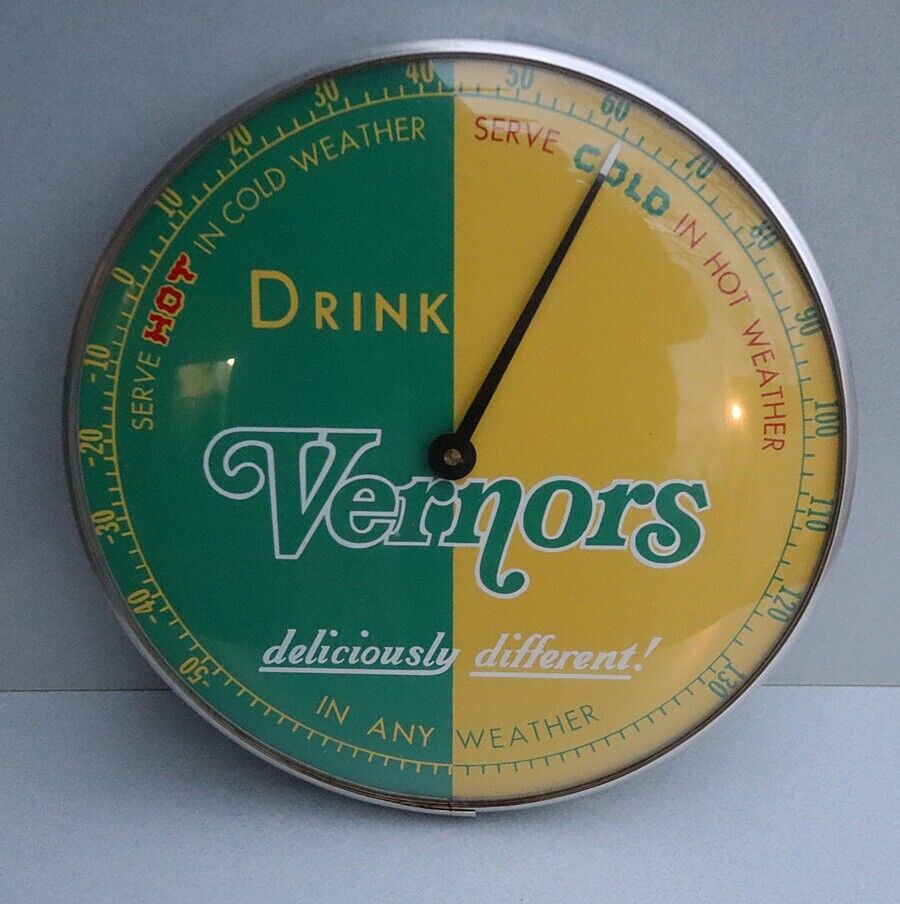 -50 -40 -30 -20 -10 0 10 20 30 40 50 60 70 80 90 100 110 120 130
SERVE HOT IN COLD WEATHER
SERVE COLD IN HOT WEATHER
DRINK
Vernors
deliciously different!
IN ANY WEATHER